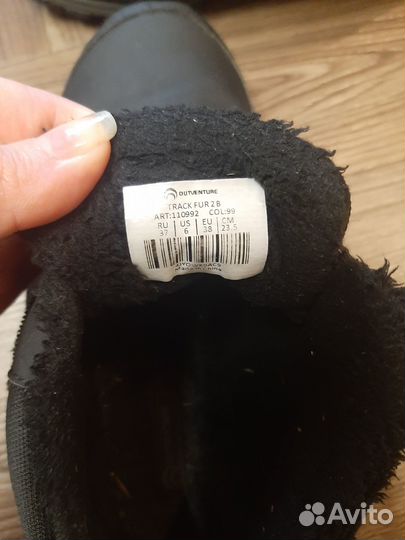 OUTVENTURE
TRACK FUR 2 B
ART:110992 COL:99
RU US EU CM
37 6 38 23.5
Made in China
Avito